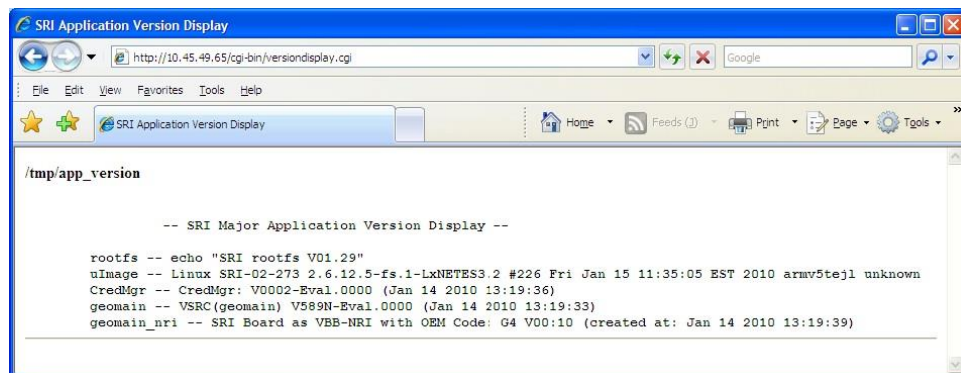 SRI Application Version Display
http://10.45.49.65/cgi-bin/versiondisplay.cgi
Google
File Edit View Favorites Tools Help
SRI Application Version Display
Home Feeds (J) Print Page Tools »
/tmp/app_version
-- SRI Major Application Version Display --
rootfs -- echo "SRI rootfs V01.29"
uImage -- Linux SRI-02-273 2.6.12.5-fs.1-LxNETES3.2 #226 Fri Jan 15 11:35:05 EST 2010 armv5tejl unknown
CredMgr -- CredMgr: V0002-Eval.0000 (Jan 14 2010 13:19:36)
geomain -- VSRC(geomain) V589N-Eval.0000 (Jan 14 2010 13:19:33)
geomain_nri -- SRI Board as VBB-NRI with OEM Code: G4 V00:10 (created at: Jan 14 2010 13:19:39)